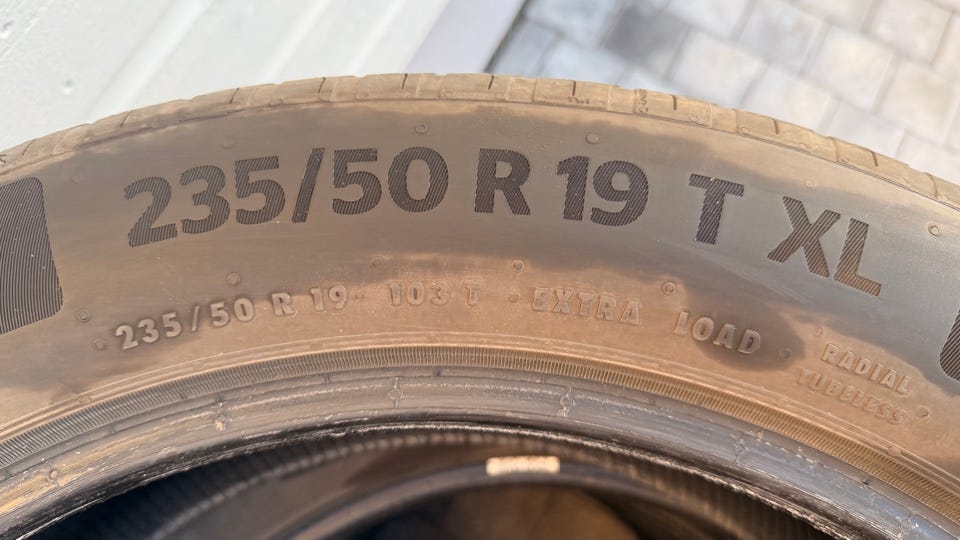 235/50 R 19 T XL
235/50 R 19 103 T EXTRA LOAD
RADIAL
TUBELESS